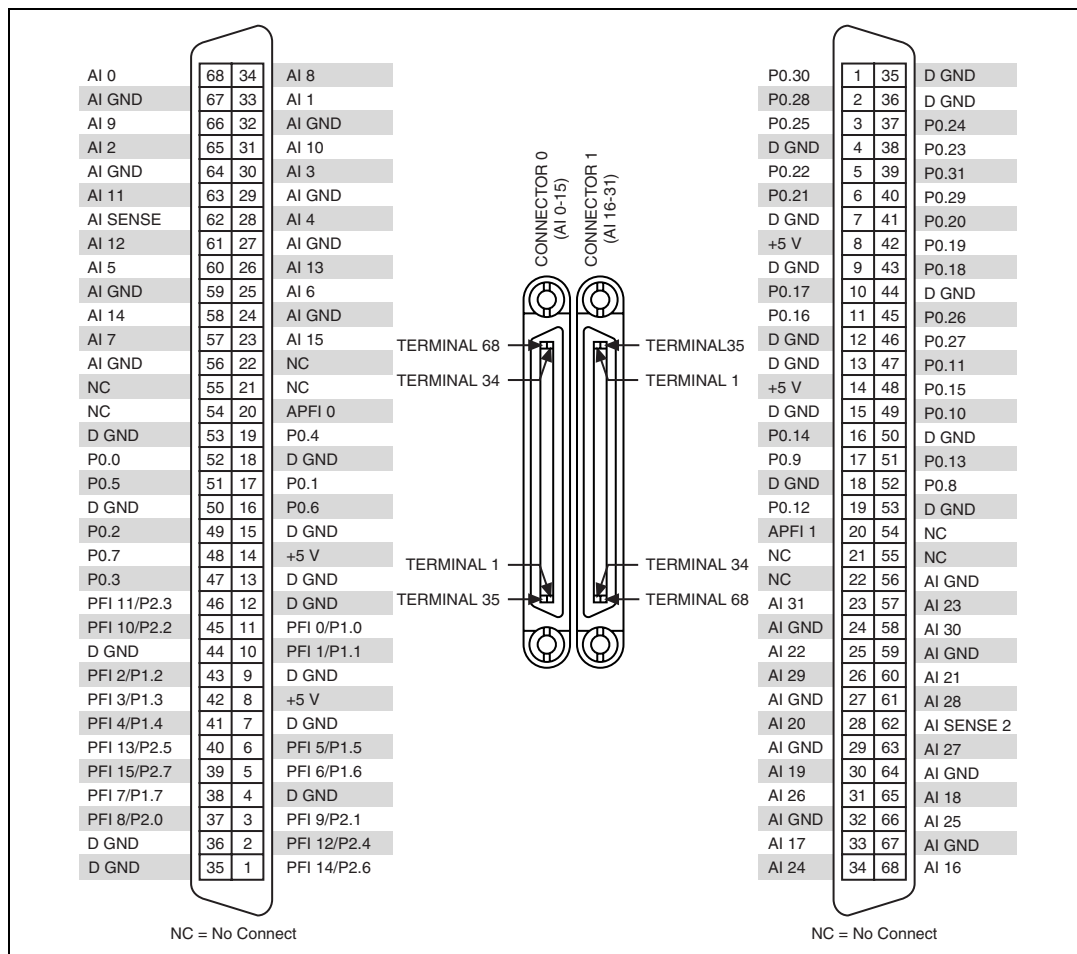 AI 0 68 34 AI 8
AI GND 67 33 AI 1
AI 9 66 32 AI GND
AI 2 65 31 AI 10
AI GND 64 30 AI 3
AI 11 63 29 AI GND
AI SENSE 62 28 AI 4
AI 12 61 27 AI GND
AI 5 60 26 AI 13
AI GND 59 25 AI 6
AI 14 58 24 AI GND
AI 7 57 23 AI 15
AI GND 56 22 NC
NC 55 21 NC
NC 54 20 APFI 0
D GND 53 19 P0.4
P0.0 52 18 D GND
P0.5 51 17 P0.1
D GND 50 16 P0.6
P0.2 49 15 D GND
P0.7 48 14 +5 V
P0.3 47 13 D GND
PFI 11/P2.3 46 12 D GND
PFI 10/P2.2 45 11 PFI 0/P1.0
D GND 44 10 PFI 1/P1.1
PFI 2/P1.2 43 9 D GND
PFI 3/P1.3 42 8 +5 V
PFI 4/P1.4 41 7 D GND
PFI 13/P2.5 40 6 PFI 5/P1.5
PFI 15/P2.7 39 5 PFI 6/P1.6
PFI 7/P1.7 38 4 D GND
PFI 8/P2.0 37 3 PFI 9/P2.1
D GND 36 2 PFI 12/P2.4
D GND 35 1 PFI 14/P2.6
NC = No Connect
CONNECTOR 0
(AI 0-15)
CONNECTOR 1
(AI 16-31)
TERMINAL 68
TERMINAL 34
TERMINAL35
TERMINAL 1
TERMINAL 1
TERMINAL 35
TERMINAL 34
TERMINAL 68
P0.30 1 35 D GND
P0.28 2 36 D GND
P0.25 3 37 P0.24
D GND 4 38 P0.23
P0.22 5 39 P0.31
P0.21 6 40 P0.29
D GND 7 41 P0.20
+5 V 8 42 P0.19
D GND 9 43 P0.18
P0.17 10 44 D GND
P0.16 11 45 P0.26
D GND 12 46 P0.27
D GND 13 47 P0.11
+5 V 14 48 P0.15
D GND 15 49 P0.10
P0.14 16 50 D GND
P0.9 17 51 P0.13
D GND 18 52 P0.8
P0.12 19 53 D GND
APFI 1 20 54 NC
NC 21 55 NC
NC 22 56 AI GND
AI 31 23 57 AI 23
AI GND 24 58 AI 30
AI 22 25 59 AI GND
AI 29 26 60 AI 21
AI GND 27 61 AI 28
AI 20 28 62 AI SENSE 2
AI GND 29 63 AI 27
AI 19 30 64 AI GND
AI 26 31 65 AI 18
AI GND 32 66 AI 25
AI 17 33 67 AI GND
AI 24 34 68 AI 16
NC = No Connect